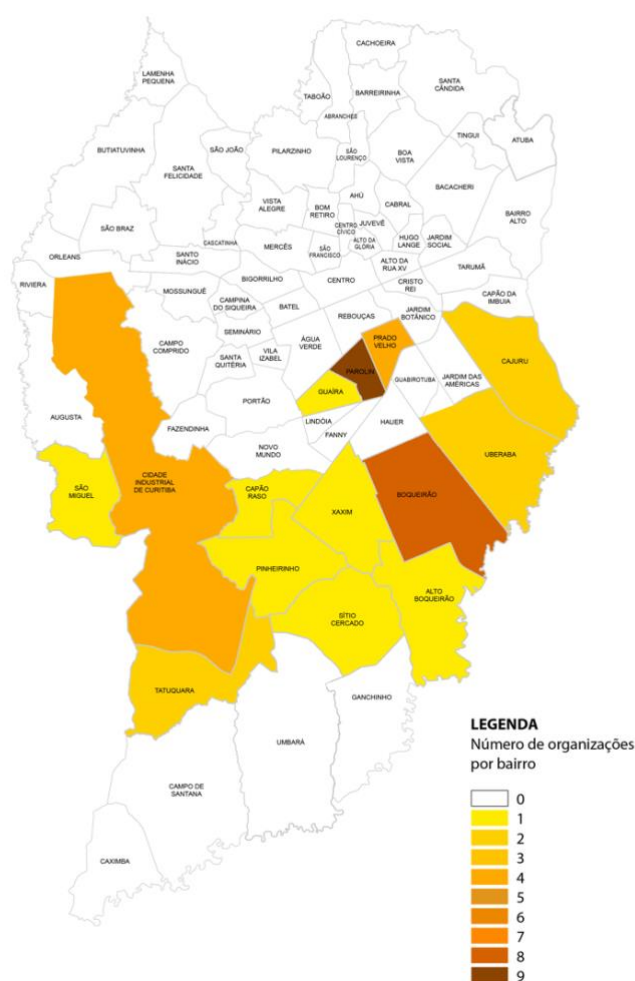 CACHOEIRA
LAMENHA
PEQUENA
SANTA
CÂNDIDA
TABOÃO
BARREIRINHA
ABRANCHES
TINGUI
ATUBA
BUTIATUVINHA
SÃO JOÃO
PILARZINHO
SÃO
LOURENÇO
BOA
VISTA
SANTA
FELICIDADE
BACACHERI
AHÚ
VISTA
ALEGRE
BOM
RETIRO
CABRAL
BAIRRO
ALTO
SÃO BRAZ
CENTRO
CÍVICO
JUVEVÊ
ALTO DA
GLÓRIA
HUGO
LANGE
JARDIM
SOCIAL
CASCATINHA
MERCÊS
SÃO
FRANCISCO
ORLEANS
SANTO
INÁCIO
TARUMÃ
ALTO DA
RUA XV
RIVIERA
BIGORRILHO
CENTRO
CRISTO
REI
CAPÃO DA
IMBUIA
MOSSUNGUÊ
CAMPINA
DO SIQUEIRA
BATEL
REBOUÇAS
JARDIM
BOTÂNICO
SEMINÁRIO
CAMPO
COMPRIDO
ÁGUA
VERDE
PRADO
VELHO
SANTA
QUITÉRIA
VILA
IZABEL
CAJURU
PAROLIN
GUABIROTUBA
JARDIM DAS
AMÉRICAS
GUAÍRA
PORTÃO
AUGUSTA
FAZENDINHA
LINDÓIA
FANNY
HAUER
NOVO
MUNDO
UBERABA
CIDADE
INDUSTRIAL
DE CURITIBA
SÃO
MIGUEL
CAPÃO
RASO
BOQUEIRÃO
XAXIM
PINHEIRINHO
ALTO
BOQUEIRÃO
SÍTIO
CERCADO
TATUQUARA
GANCHINHO
UMBARÁ
CAMPO DE
SANTANA
CAXIMBA
LEGENDA
Número de organizações
por bairro
0
1
2
3
4
5
6
7
8
9